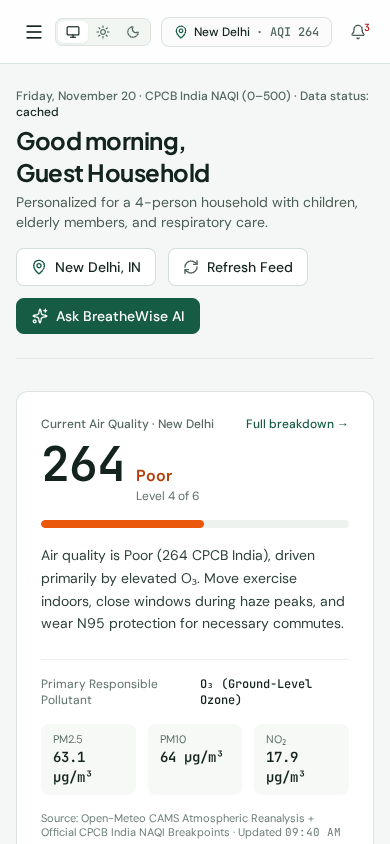 New Delhi · AQI 264
3
Friday, November 20 · CPCB India NAQI (0–500) · Data status:
cached
Good morning,
Guest Household
Personalized for a 4-person household with children,
elderly members, and respiratory care.
New Delhi, IN
Refresh Feed
Ask BreatheWise AI
Current Air Quality · New Delhi
Full breakdown →
264 Poor
Level 4 of 6
Air quality is Poor (264 CPCB India), driven
primarily by elevated O₃. Move exercise
indoors, close windows during haze peaks, and
wear N95 protection for necessary commutes.
Primary Responsible
Pollutant
O₃ (Ground-Level
Ozone)
PM2.5
63.1
µg/m³
PM10
64 µg/m³
NO₂
17.9
µg/m³
Source: Open-Meteo CAMS Atmospheric Reanalysis +
Official CPCB India NAQI Breakpoints · Updated 09:40 AM